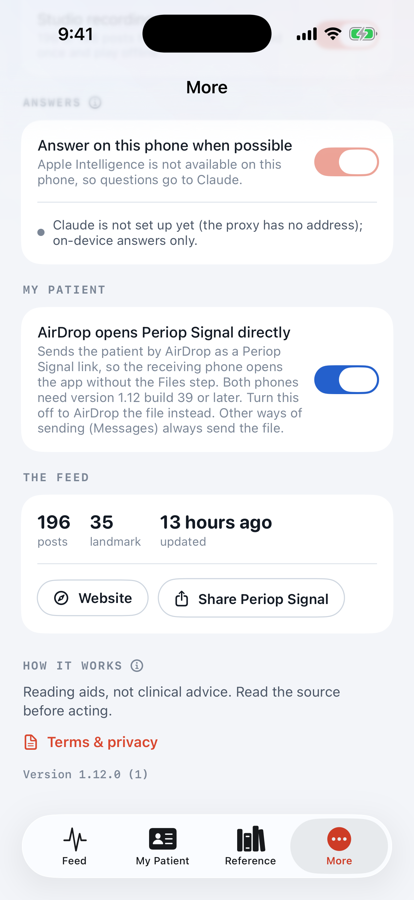 Studio recordin
9:41
More
ANSWERS
Answer on this phone when possible
Apple Intelligence is not available on this
phone, so questions go to Claude.
Claude is not set up yet (the proxy has no address);
on-device answers only.
MY PATIENT
AirDrop opens Periop Signal directly
Sends the patient by AirDrop as a Periop
Signal link, so the receiving phone opens
the app without the Files step. Both phones
need version 1.12 build 39 or later. Turn this
off to AirDrop the file instead. Other ways of
sending (Messages) always send the file.
THE FEED
196 35 13 hours ago
posts landmark updated
Website Share Periop Signal
HOW IT WORKS
Reading aids, not clinical advice. Read the source
before acting.
Terms & privacy
Version 1.12.0 (1)
Feed My Patient Reference More